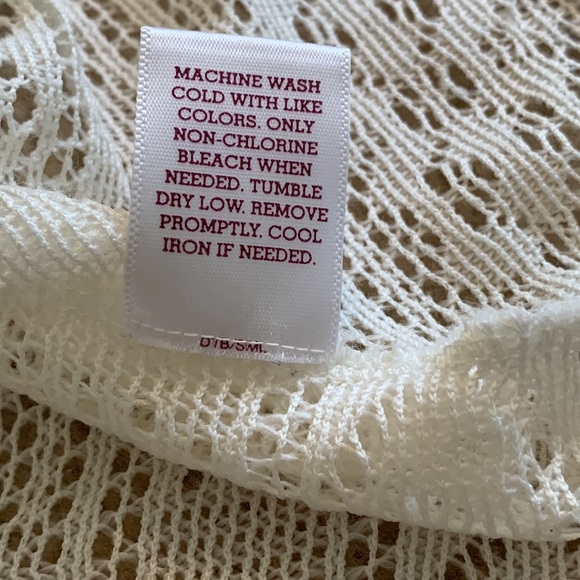 MACHINE WASH
COLD WITH LIKE
COLORS. ONLY
NON-CHLORINE
BLEACH WHEN
NEEDED. TUMBLE
DRY LOW. REMOVE
PROMPTLY. COOL
IRON IF NEEDED.